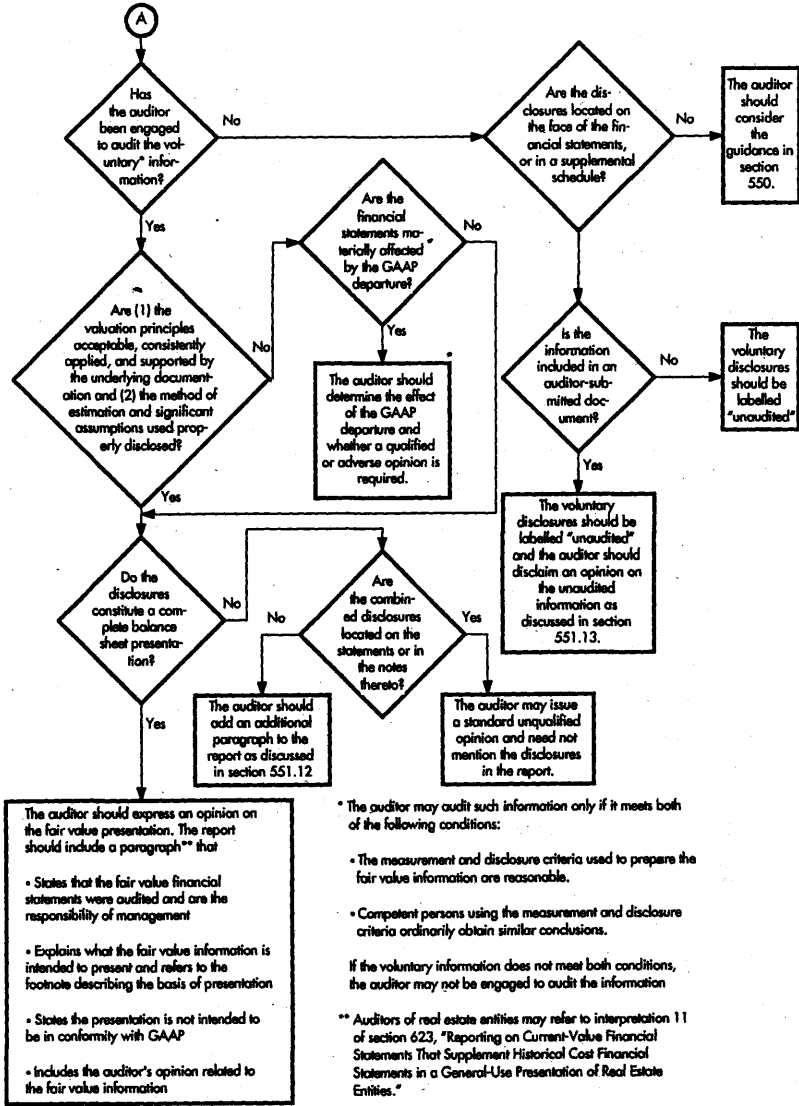 A
Has
the auditor
been engaged
to audit the vol-
untary* infor-
mation?
No
Are the dis-
closures located on
the face of the fin-
ancial statements,
or in a supplemental
schedule?
No
The auditor
should
consider
the
guidance in
section
550.
Yes
Are the
financial
statements ma-
terially affected
by the GAAP
departure?
No
Are (1) the
valuation principles
acceptable, consistently
applied, and supported by
the underlying document-
ation and (2) the method of
estimation and significant
assumptions used prop-
erly disclosed?
No
Yes
The auditor should
determine the effect
of the GAAP
departure and
whether a qualified
or adverse opinion is
required.
Is the
information
included in an
auditor-sub-
mitted doc-
ument?
No
The
voluntary
disclosures
should be
labelled
"unaudited"
Yes
The voluntary
disclosures should be
labelled "unaudited"
and the auditor should
disclaim an opinion on
the unaudited
information as
discussed in section
551.13.
Yes
Do the
disclosures
constitute a com-
plete balance
sheet presenta-
tion?
No
Are
the combin-
ed disclosures
located on the
statements or in
the notes
thereto?
No
Yes
The auditor should
add an additional
paragraph to the
report as discussed
in section 551.12
The auditor may issue
a standard unqualified
opinion and need not
mention the disclosures
in the report.
Yes
The auditor should express an opinion on
the fair value presentation. The report
should include a paragraph** that
• States that the fair value financial
statements were audited and are the
responsibility of management
• Explains what the fair value information is
intended to present and refers to the
footnote describing the basis of presentation
• States the presentation is not intended to
be in conformity with GAAP
• Includes the auditor's opinion related to
the fair value information
* The auditor may audit such information only if it meets both
of the following conditions:
• The measurement and disclosure criteria used to prepare the
fair value information are reasonable.
• Competent persons using the measurement and disclosure
criteria ordinarily obtain similar conclusions.
If the voluntary information does not meet both conditions,
the auditor may not be engaged to audit the information
** Auditors of real estate entities may refer to interpretation 11
of section 623, "Reporting on Current-Value Financial
Statements That Supplement Historical Cost Financial
Statements in a General-Use Presentation of Real Estate
Entities."